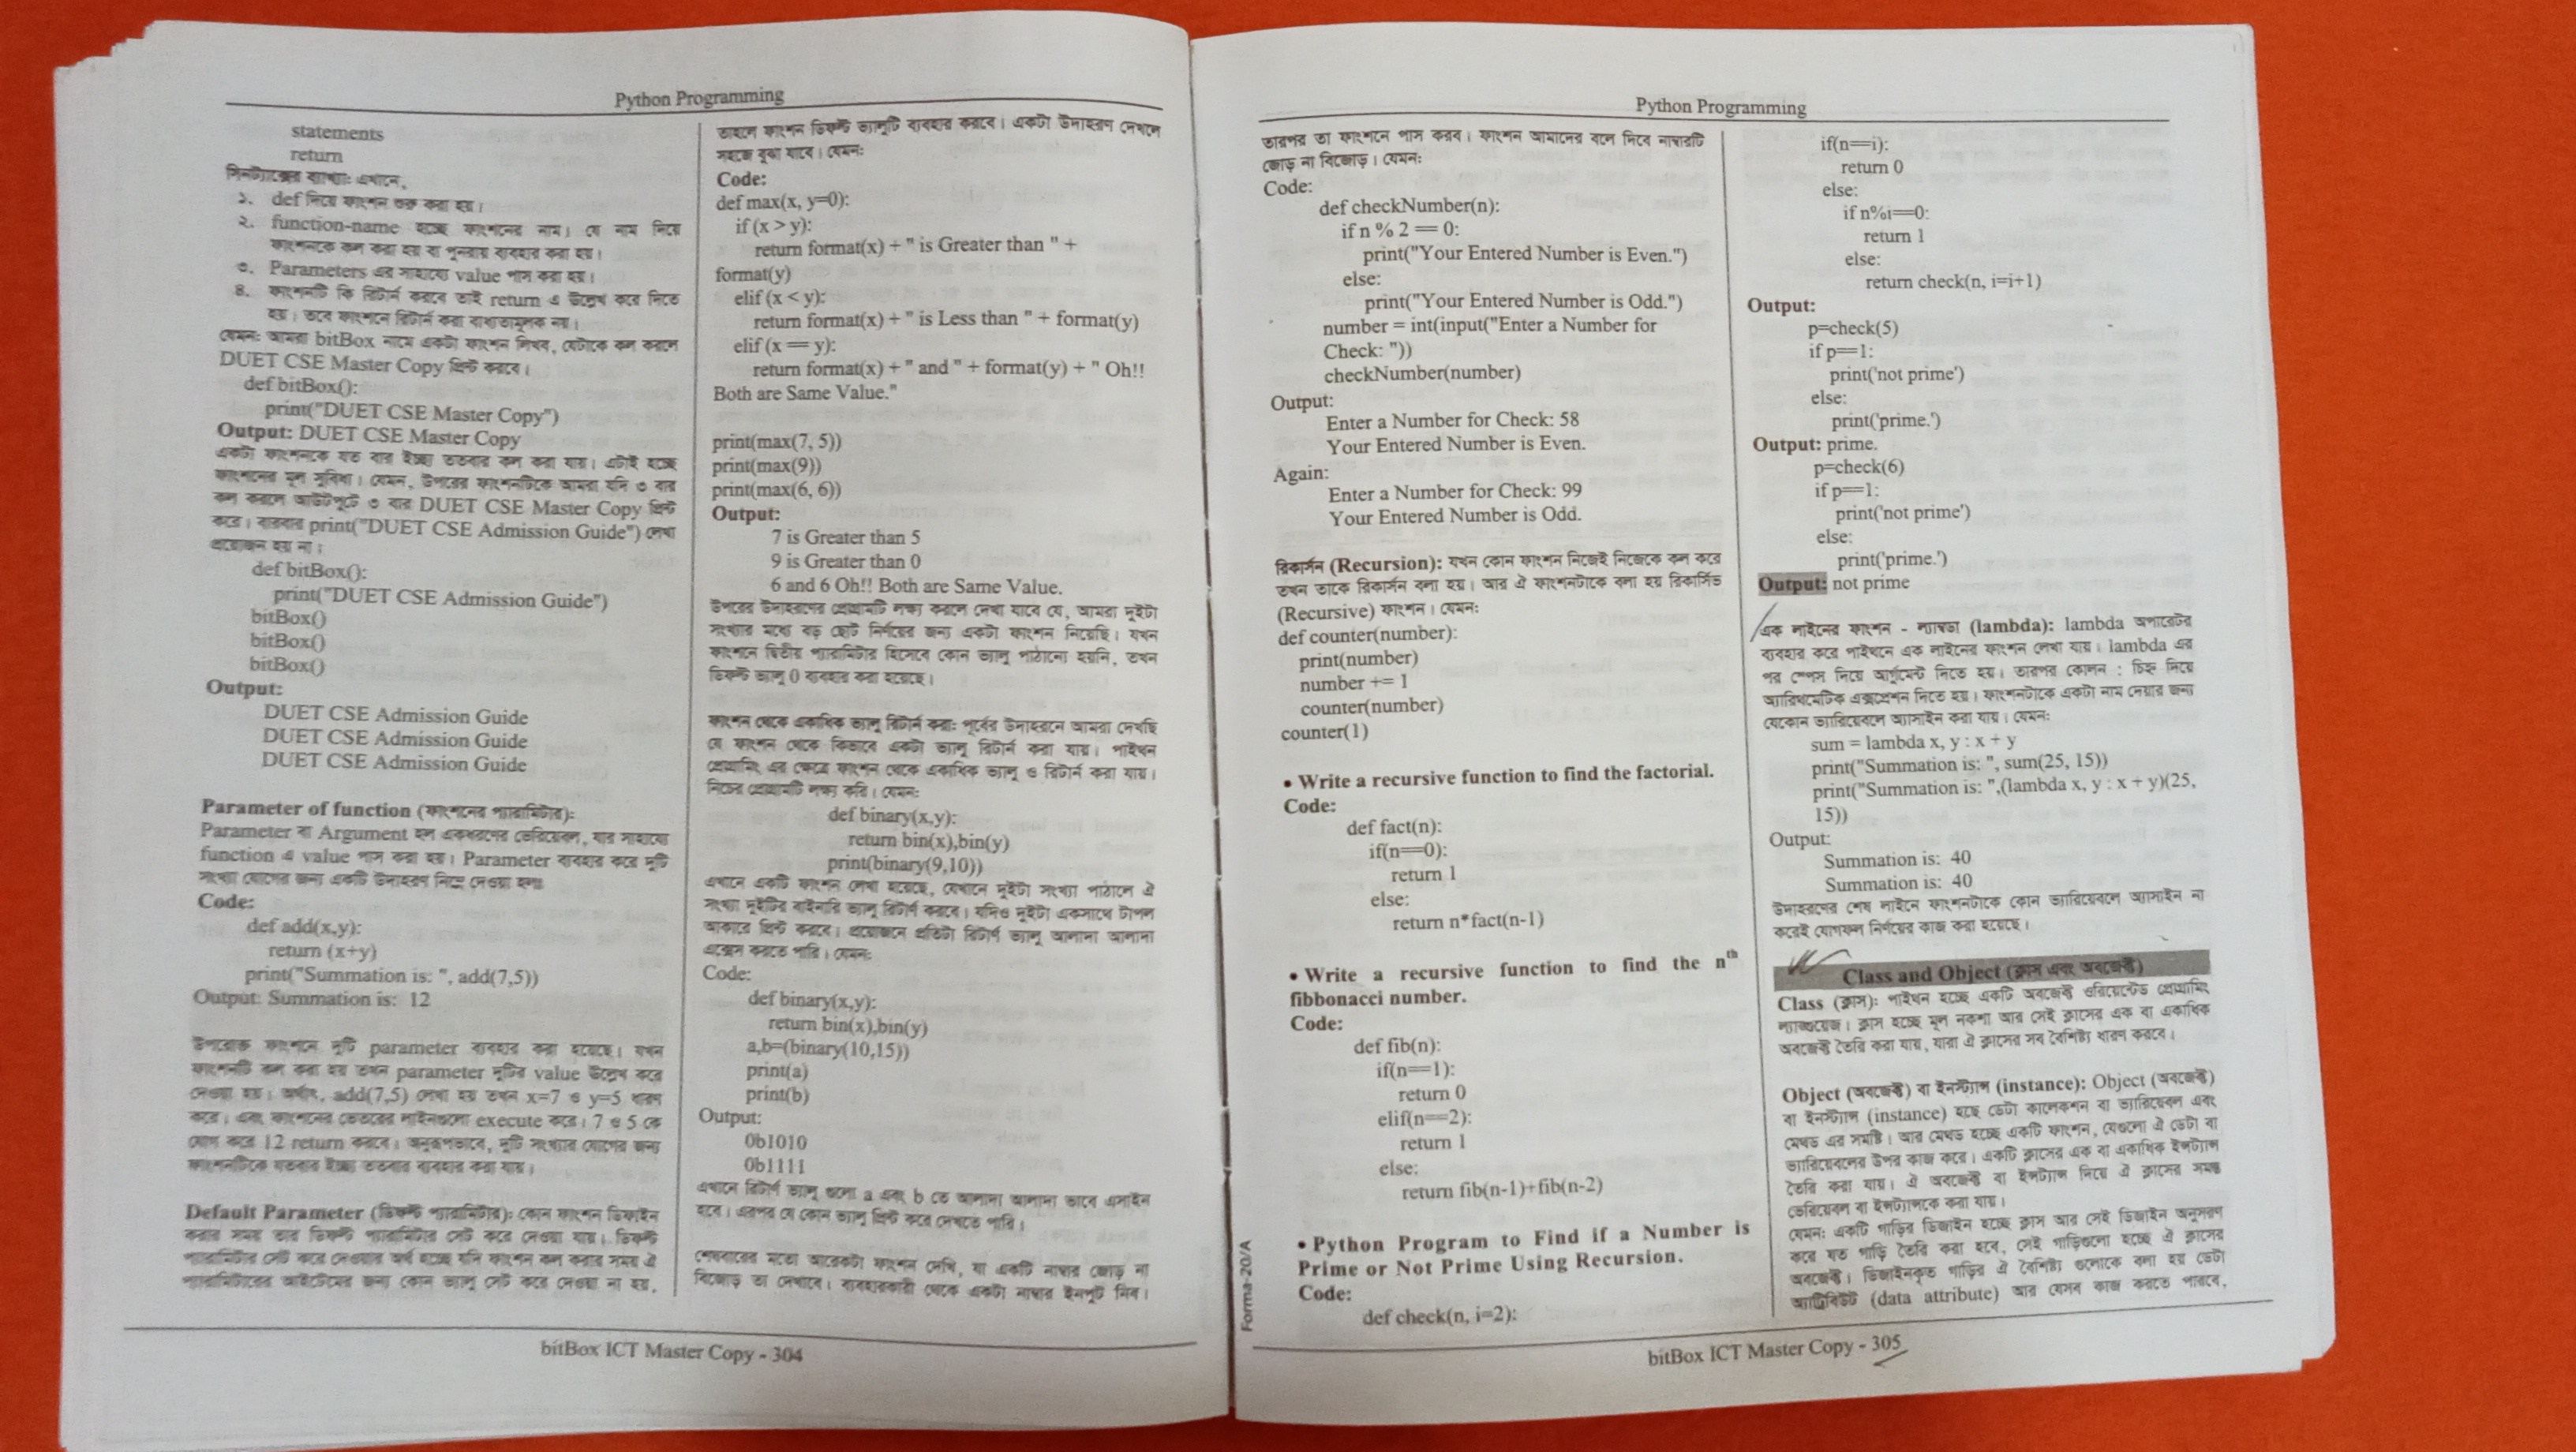 Python Programming
statements
return
সিনট্যাক্সের ব্যাখ্যা: এখানে,
১. def দিয়ে ফাংশন শুরু করা হয়।
২. function-name হচ্ছে ফাংশনের নাম। যে নাম দিয়ে
ফাংশনকে কল করা হয় বা পুনরায় ব্যবহার করা হয়।
৩. Parameters এর সাহায্যে value পাস করা হয়।
৪. ফাংশনটি কি রিটার্ন করবে তাই return এ উল্লেখ করে দিতে
হয়। তবে ফাংশনে রিটার্ন করা বাধ্যতামূলক নয়।
যেমন: আমরা bitBox নামে একটা ফাংশন লিখব, যেটাকে কল করলে
DUET CSE Master Copy প্রিন্ট করবে।
def bitBox():
print("DUET CSE Master Copy")
Output: DUET CSE Master Copy
একটা ফাংশনকে যত বার ইচ্ছা ততবার কল করা যায়। এটাই হচ্ছে
ফাংশনের মূল সুবিধা। যেমন, উপরের ফাংশনটিকে আমরা যদি ৩ বার
কল করলে আউটপুটে ৩ বার DUET CSE Master Copy প্রিন্ট
করে। বারবার print("DUET CSE Admission Guide") লেখা
প্রয়োজন হয় না।
def bitBox():
print("DUET CSE Admission Guide")
bitBox()
bitBox()
bitBox()
Output:
DUET CSE Admission Guide
DUET CSE Admission Guide
DUET CSE Admission Guide
Parameter of function (ফাংশনের প্যারামিটার):
Parameter বা Argument হল একধরণের ভেরিয়েবল, যার সাহায্যে
function এ value পাস করা হয়। Parameter ব্যবহার করে দুটি
সংখ্যা যোগের জন্য একটি উদাহরণ নিম্নে দেওয়া হলঃ
Code:
def add(x,y):
return (x+y)
print("Summation is: ", add(7,5))
Output: Summation is: 12
উপরোক্ত ফাংশনে দুটি parameter ব্যবহার করা হয়েছে। যখন
ফাংশনটি কল করা হয় তখন parameter দুটির value উল্লেখ করে
দেওয়া হয়। অর্থাৎ, add(7,5) লেখা হয় তখন x=7 ও y=5 ধারণ
করে। এবং ফাংশনের ভেতরের লাইনগুলো execute করে। 7 ও 5 কে
যোগ করে 12 return করবে। অনুরূপভাবে, দুটি সংখ্যার যোগের জন্য
ফাংশনটিকে যতবার ইচ্ছা ততবার ব্যবহার করা যায়।
Default Parameter (ডিফল্ট প্যারামিটার): কোন ফাংশন ডিফাইন
করার সময় তার ডিফল্ট প্যারামিটার সেট করে দেওয়া যায়। ডিফল্ট
প্যারামিটার সেট করে দেওয়ার অর্থ হচ্ছে যদি ফাংশন কল করার সময় ঐ
প্যারামিটারের আইটেমের জন্য কোন ভ্যালু সেট করে দেওয়া না হয়,
তাহলে ফাংশন ডিফল্ট ভ্যালুটি ব্যবহার করবে। একটা উদাহরণ দেখলে
সহজে বুঝা যাবে। যেমন:
Code:
def max(x, y=0):
if (x > y):
return format(x) + " is Greater than " +
format(y)
elif (x < y):
return format(x) + " is Less than " + format(y)
elif (x == y):
return format(x) + " and " + format(y) + " Oh!!
Both are Same Value."
print(max(7, 5))
print(max(9))
print(max(6, 6))
Output:
7 is Greater than 5
9 is Greater than 0
6 and 6 Oh!! Both are Same Value.
উপরের উদাহরণের প্রোগ্রামটি লক্ষ্য করলে দেখা যাবে যে, আমরা দুইটা
সংখ্যার মধ্যে বড় ছোট নির্ণয়ের জন্য একটা ফাংশন নিয়েছি। যখন
ফাংশনে দ্বিতীয় প্যারামিটার হিসেবে কোন ভ্যালু পাঠানো হয়নি, তখন
ডিফল্ট ভ্যালু 0 ব্যবহার করা হয়েছে।
ফাংশন থেকে একাধিক ভ্যালু রিটার্ন করা: পূর্বের উদাহরনে আমরা দেখছি
যে ফাংশন থেকে কিভাবে একটা ভ্যালু রিটার্ন করা যায়। পাইথন
প্রোগ্রামিং এর ক্ষেত্রে ফাংশন থেকে একাধিক ভ্যালু ও রিটার্ন করা যায়।
নিচের প্রোগ্রামটি লক্ষ্য করি। যেমন:
def binary(x,y):
return bin(x),bin(y)
print(binary(9,10))
এখানে একটি ফাংশন লেখা হয়েছে, যেখানে দুইটা সংখ্যা পাঠালে ঐ
সংখ্যা দুইটির বাইনারি ভ্যালু রিটার্ণ করবে। যদিও দুইটা একসাথে টাপল
আকারে প্রিন্ট করবে। প্রয়োজনে প্রতিটা রিটার্ণ ভ্যালু আলাদা আলাদা
এক্সেস করতে পারি। যেমন:
Code:
def binary(x,y):
return bin(x),bin(y)
a,b=(binary(10,15))
print(a)
print(b)
Output:
0b1010
0b1111
এখানে রিটার্ণ ভ্যালু গুলো a এবং b তে আলাদা আলাদা ভাবে এসাইন
হবে। এরপর যে কোন ভ্যালু প্রিন্ট করে দেখতে পারি।
শেষবারের মতো আরেকটা ফাংশন দেখি, যা একটি নাম্বার জোড় না
বিজোড় তা দেখাবে। ব্যবহারকারী থেকে একটা নাম্বার ইনপুট নিব।
bitBox ICT Master Copy - 304
Python Programming
তারপর তা ফাংশনে পাস করব। ফাংশন আমাদের বলে দিবে নাম্বারটি
জোড় না বিজোড়। যেমন:
Code:
def checkNumber(n):
if n % 2 == 0:
print("Your Entered Number is Even.")
else:
print("Your Entered Number is Odd.")
number = int(input("Enter a Number for
Check: "))
checkNumber(number)
Output:
Enter a Number for Check: 58
Your Entered Number is Even.
Again:
Enter a Number for Check: 99
Your Entered Number is Odd.
রিকার্সন (Recursion): যখন কোন ফাংশন নিজেই নিজেকে কল করে
তখন তাকে রিকার্সন বলা হয়। আর ঐ ফাংশনটাকে বলা হয় রিকার্সিভ
(Recursive) ফাংশন। যেমন:
def counter(number):
print(number)
number += 1
counter(number)
counter(1)
• Write a recursive function to find the factorial.
Code:
def fact(n):
if(n==0):
return 1
else:
return n*fact(n-1)
• Write a recursive function to find the nth
fibbonacci number.
Code:
def fib(n):
if(n==1):
return 0
elif(n==2):
return 1
else:
return fib(n-1)+fib(n-2)
• Python Program to Find if a Number is
Prime or Not Prime Using Recursion.
Code:
def check(n, i=2):
Forma-20/A
if(n==i):
return 0
else:
if n%i==0:
return 1
else:
return check(n, i=i+1)
Output:
p=check(5)
if p==1:
print('not prime')
else:
print('prime.')
Output: prime.
p=check(6)
if p==1:
print('not prime')
else:
print('prime.')
Output: not prime
এক লাইনের ফাংশন - ল্যাম্বডা (lambda): lambda অপারেটর
ব্যবহার করে পাইথনে এক লাইনের ফাংশন লেখা যায়। lambda এর
পর স্পেস দিয়ে আর্গুমেন্ট দিতে হয়। তারপর কোলন : চিহ্ন দিয়ে
অ্যারিথমেটিক এক্সপ্রেশন দিতে হয়। ফাংশনটাকে একটা নাম দেয়ার জন্য
যেকোন ভ্যারিয়েবলে অ্যাসাইন করা যায়। যেমন:
sum = lambda x, y : x + y
print("Summation is: ", sum(25, 15))
print("Summation is: ",(lambda x, y : x + y)(25,
15))
Output:
Summation is: 40
Summation is: 40
উদাহরণের শেষ লাইনে ফাংশনটাকে কোন ভ্যারিয়েবলে অ্যাসাইন না
করেই যোগফল নির্ণয়ের কাজ করা হয়েছে।
Class and Object (ক্লাস এবং অবজেক্ট)
Class (ক্লাস): পাইথন হচ্ছে একটি অবজেক্ট ওরিয়েন্টেড প্রোগ্রামিং
ল্যাঙ্গুয়েজ। ক্লাস হচ্ছে মূল নকশা আর সেই ক্লাসের এক বা একাধিক
অবজেক্ট তৈরি করা যায়, যারা ঐ ক্লাসের সব বৈশিষ্ট্য ধারণ করবে।
Object (অবজেক্ট) বা ইনস্ট্যান্স (instance): Object (অবজেক্ট)
বা ইনস্ট্যান্স (instance) হচ্ছে ডেটা কালেকশন বা ভ্যারিয়েবল এবং
মেথড এর সমষ্টি। আর মেথড হচ্ছে একটি ফাংশন, যেগুলো ঐ ডেটা বা
ভ্যারিয়েবলের উপর কাজ করে। একটি ক্লাসের এক বা একাধিক ইন্সট্যান্স
তৈরি করা যায়। ঐ অবজেক্ট বা ইন্সট্যান্স দিয়ে ঐ ক্লাসের সমস্ত
ভেরিয়েবল বা ইন্সট্যান্সকে করা যায়।
যেমন: একটি গাড়ির ডিজাইন হচ্ছে ক্লাস আর সেই ডিজাইন অনুসরণ
করে যত গাড়ি তৈরি করা হবে, সেই গাড়িগুলো হচ্ছে ঐ ক্লাসের
অবজেক্ট। ডিজাইনকৃত গাড়ির ঐ বৈশিষ্ট্য গুলোকে বলা হয় ডেটা
অ্যাট্রিবিউট (data attribute) আর যেসব কাজ করতে পারবে,
bitBox ICT Master Copy - 305